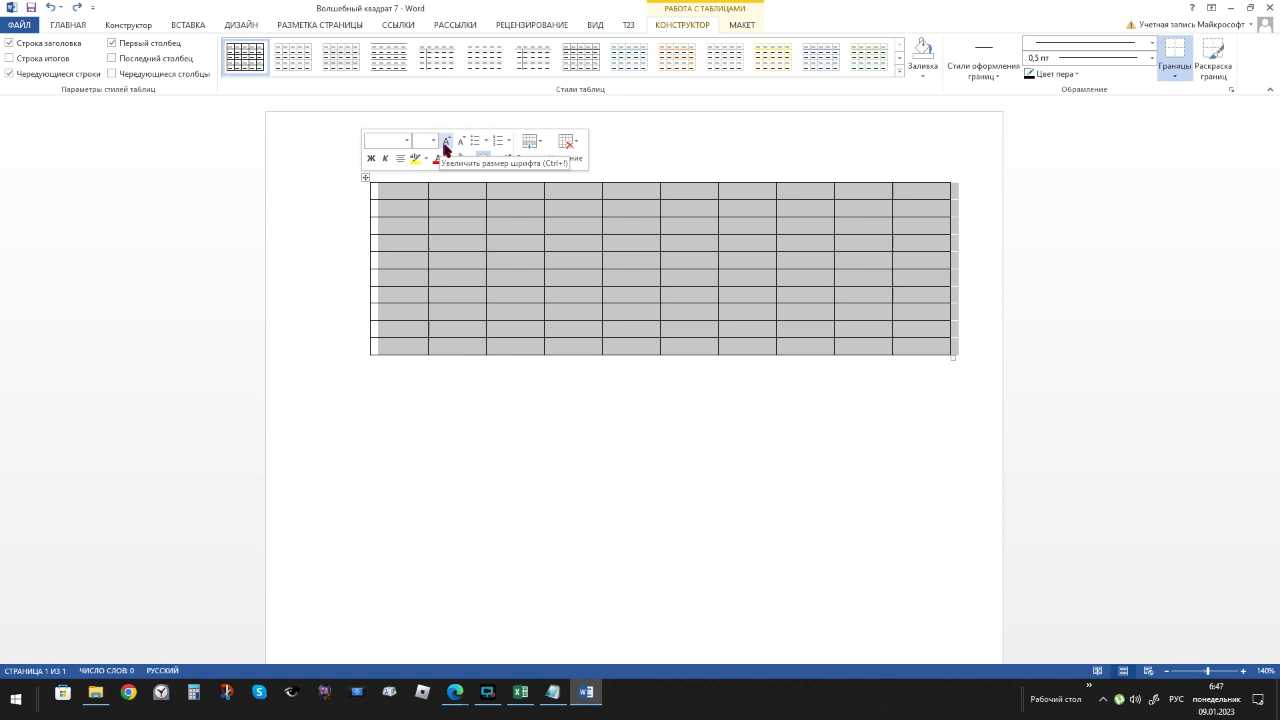 Волшебный квадрат 7 - Word
РАБОТА С ТАБЛИЦАМИ
ФАЙЛ ГЛАВНАЯ Конструктор ВСТАВКА ДИЗАЙН РАЗМЕТКА СТРАНИЦЫ ССЫЛКИ РАССЫЛКИ РЕЦЕНЗИРОВАНИЕ ВИД T23 КОНСТРУКТОР МАКЕТ Учетная запись Майкрософт
Строка заголовка Первый столбец
Строка итогов Последний столбец
Чередующиеся строки Чередующиеся столбцы
Параметры стилей таблиц
Стили таблиц
Заливка
Стили оформления границ
0,5 пт
Цвет пера
Границы
Раскраска границ
Обрамление
Ж К
Увеличить размер шрифта (Ctrl+!)
СТРАНИЦА 1 ИЗ 1 ЧИСЛО СЛОВ: 0 РУССКИЙ 140%
Рабочий стол
РУС
6:47
понедельник
09.01.2023